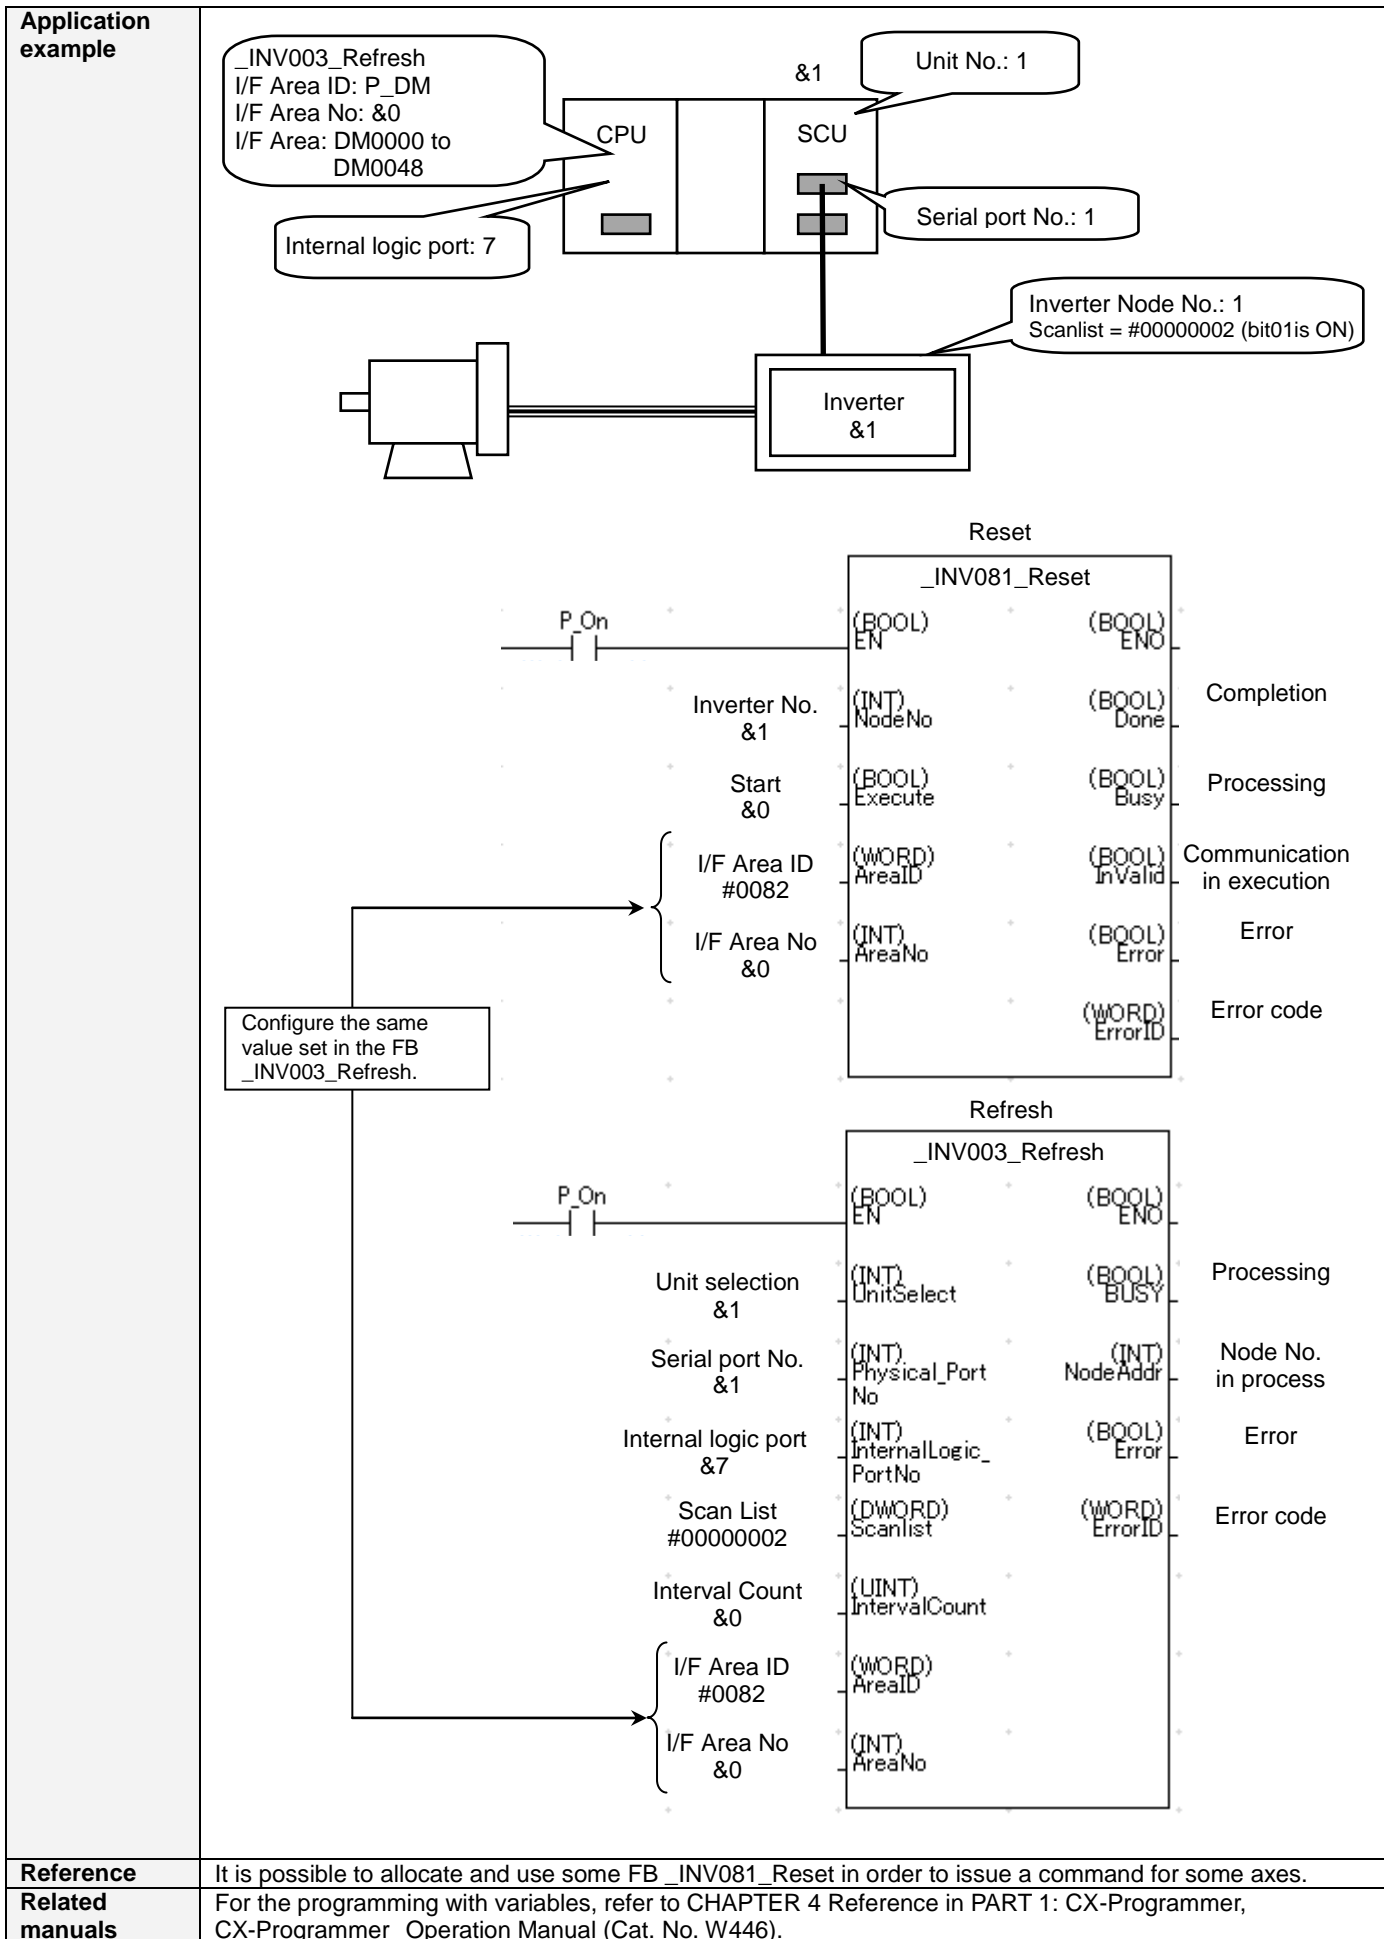 Application
example
_INV003_Refresh
I/F Area ID: P_DM
I/F Area No: &0
I/F Area: DM0000 to
DM0048
&1
Unit No.: 1
CPU
SCU
Serial port No.: 1
Internal logic port: 7
Inverter Node No.: 1
Scanlist = #00000002 (bit01is ON)
Inverter
&1
Reset
_INV081_Reset
P_On
(BOOL)
EN
(BOOL)
ENO
Inverter No.
&1
(INT)
NodeNo
(BOOL)
Done
Completion
Start
&0
(BOOL)
Execute
(BOOL)
Busy
Processing
I/F Area ID
#0082
(WORD)
AreaID
(BOOL)
InValid
Communication
in execution
I/F Area No
&0
(INT)
AreaNo
(BOOL)
Error
Error
(WORD)
ErrorID
Error code
Configure the same
value set in the FB
_INV003_Refresh.
Refresh
_INV003_Refresh
P_On
(BOOL)
EN
(BOOL)
ENO
Unit selection
&1
(INT)
UnitSelect
(BOOL)
BUSY
Processing
Serial port No.
&1
(INT)
Physical_Port
No
(INT)
NodeAddr
Node No.
in process
Internal logic port
&7
(INT)
InternalLogic_
PortNo
(BOOL)
Error
Error
Scan List
#00000002
(DWORD)
Scanlist
(WORD)
ErrorID
Error code
Interval Count
&0
(UINT)
IntervalCount
I/F Area ID
#0082
(WORD)
AreaID
I/F Area No
&0
(INT)
AreaNo
Reference
It is possible to allocate and use some FB _INV081_Reset in order to issue a command for some axes.
Related
manuals
For the programming with variables, refer to CHAPTER 4 Reference in PART 1: CX-Programmer,
CX-Programmer_Operation Manual (Cat. No. W446).